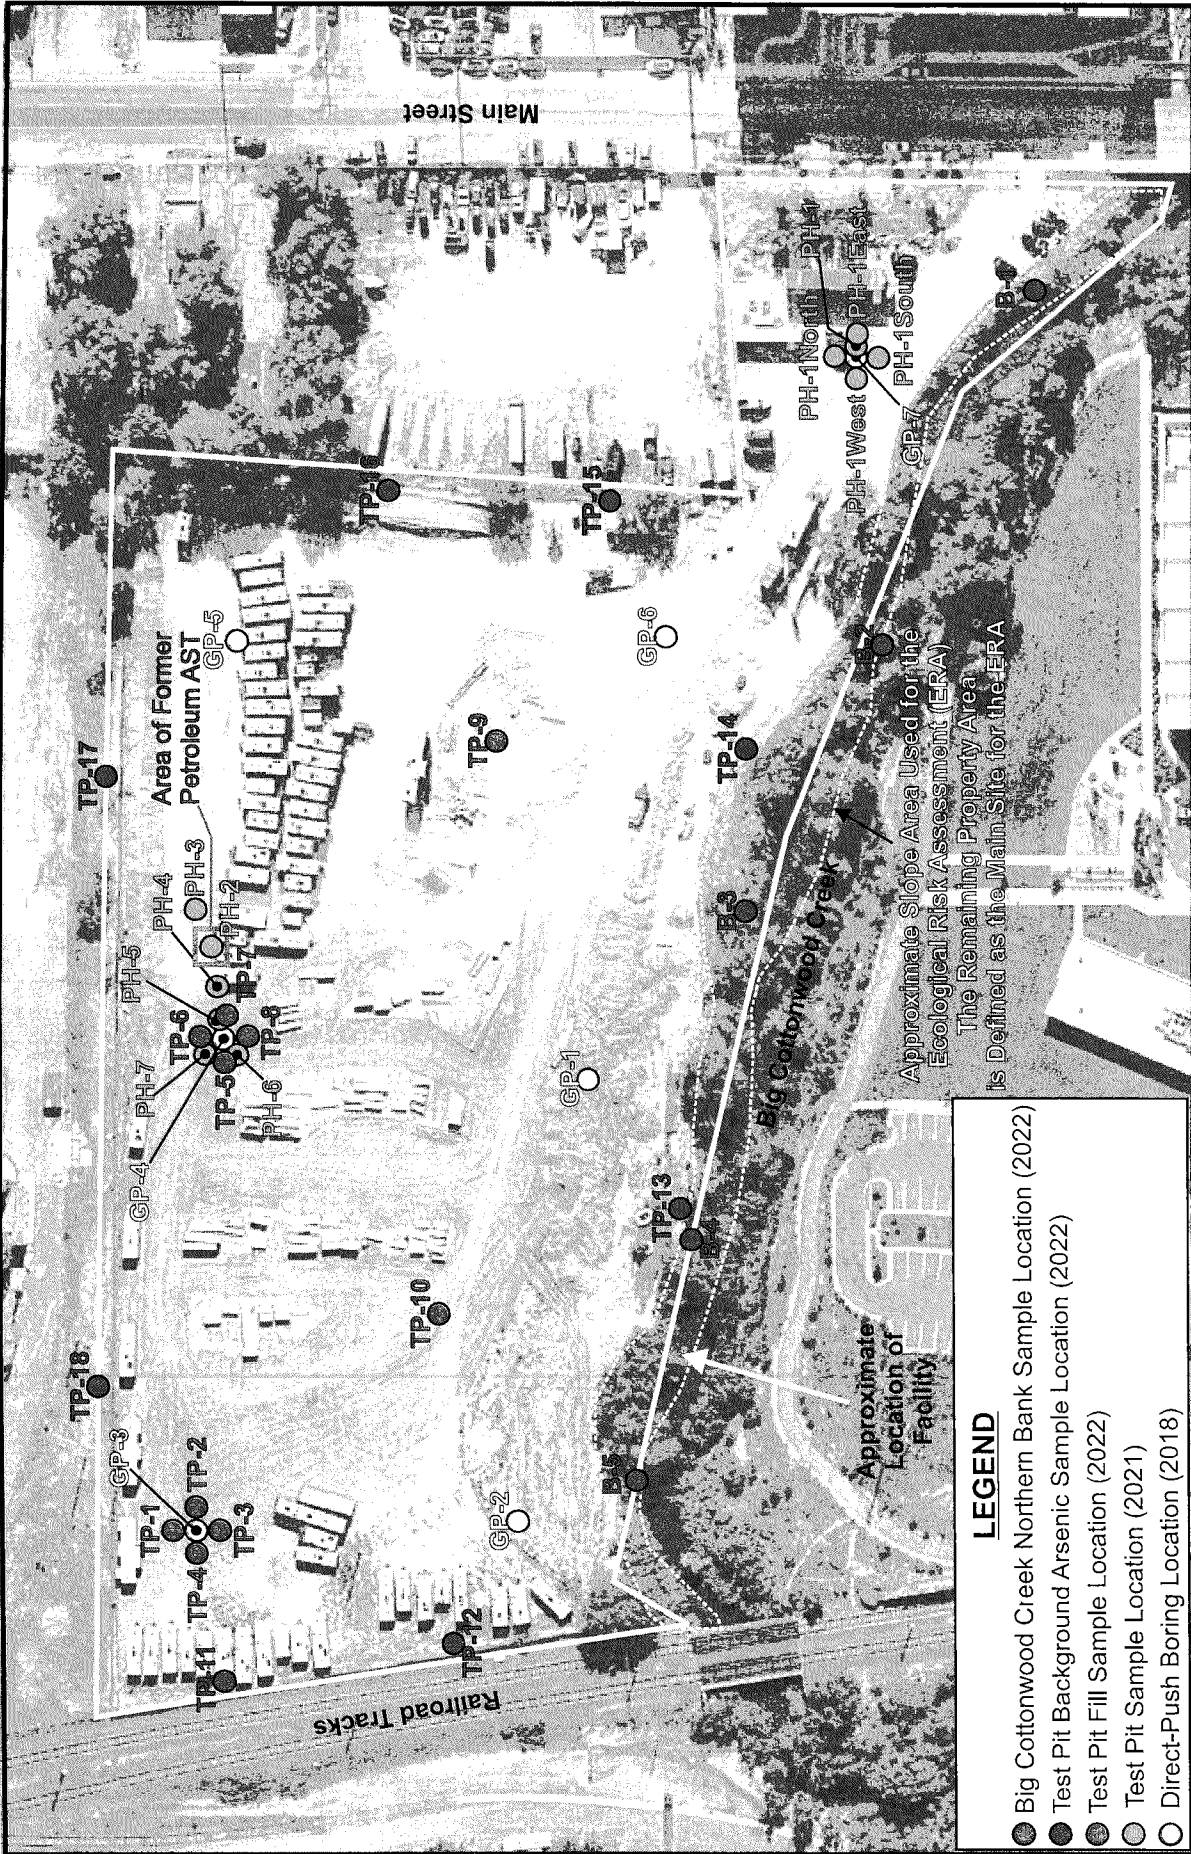 Main Street
PH-1
PH-1North
PH-1East
PH-1South
PH-1West
GP-7
B-1
TP-16
TP-15
GP-5
GP-6
Area of Former
Petroleum AST
TP-17
TP-9
TP-14
B-2
PH-3
PH-4
PH-2
PH-5
TP-7
TP-6
TP-8
TP-5
PH-7
PH-6
GP-4
GP-1
B-3
Big Cottonwood Creek
Approximate Slope Area Used for the
Ecological Risk Assessment (ERA)
The Remaining Property Area
is Defined as the Main Site for the ERA
TP-13
B-4
TP-10
TP-18
GP-3
TP-2
TP-1
TP-3
TP-4
GP-2
B-5
Approximate
Location of
Facility
TP-11
TP-12
Railroad Tracks
LEGEND
Big Cottonwood Creek Northern Bank Sample Location (2022)
Test Pit Background Arsenic Sample Location (2022)
Test Pit Fill Sample Location (2022)
Test Pit Sample Location (2021)
Direct-Push Boring Location (2018)